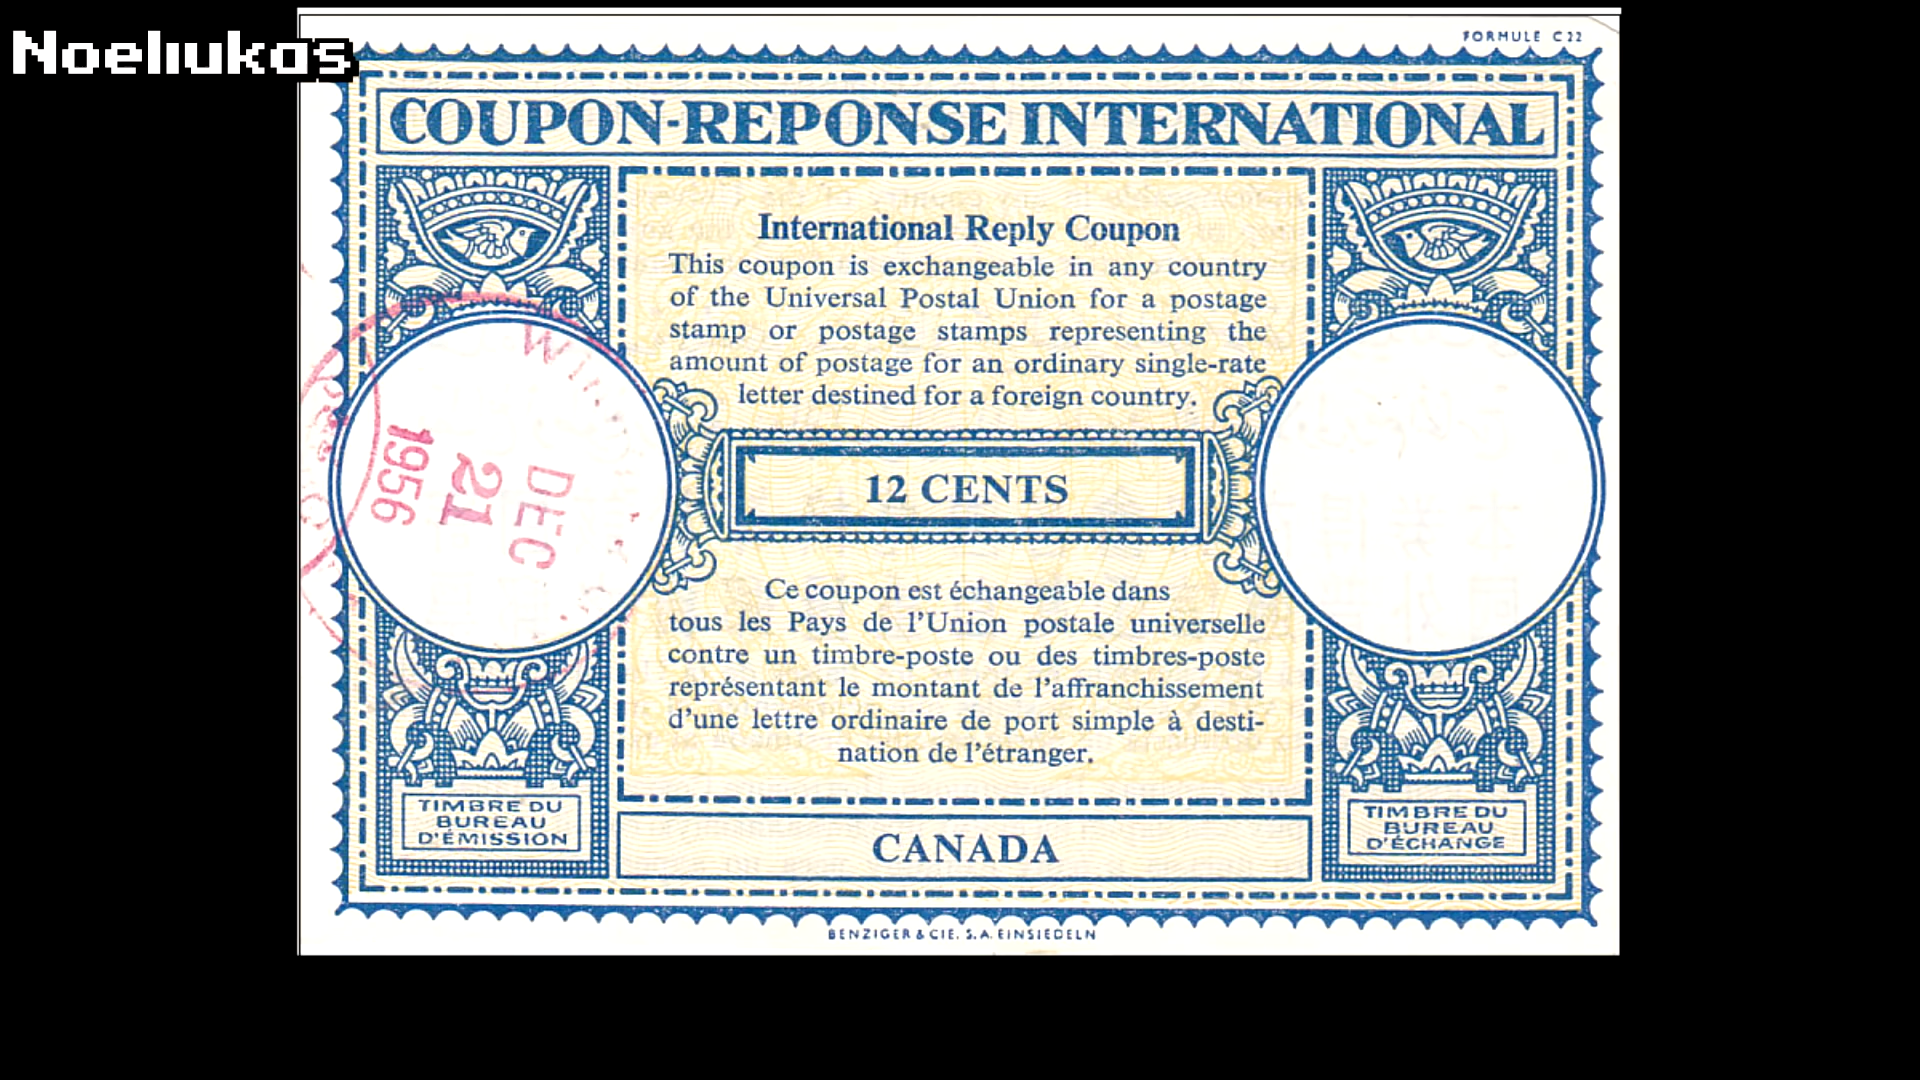 Noeliukas
FORMULE C22
COUPON-REPONSE INTERNATIONAL
International Reply Coupon
This coupon is exchangeable in any country
of the Universal Postal Union for a postage
stamp or postage stamps representing the
amount of postage for an ordinary single-rate
letter destined for a foreign country.
DEC
21
1956
12 CENTS
Ce coupon est échangeable dans
tous les Pays de l'Union postale universelle
contre un timbre-poste ou des timbres-poste
représentant le montant de l'affranchissement
d'une lettre ordinaire de port simple à desti-
nation de l'étranger.
TIMBRE DU
BUREAU
D'ÉMISSION
TIMBRE DU
BUREAU
D'ÉCHANGE
CANADA
BENZIGER & CIE. S.A. EINSIEDELN